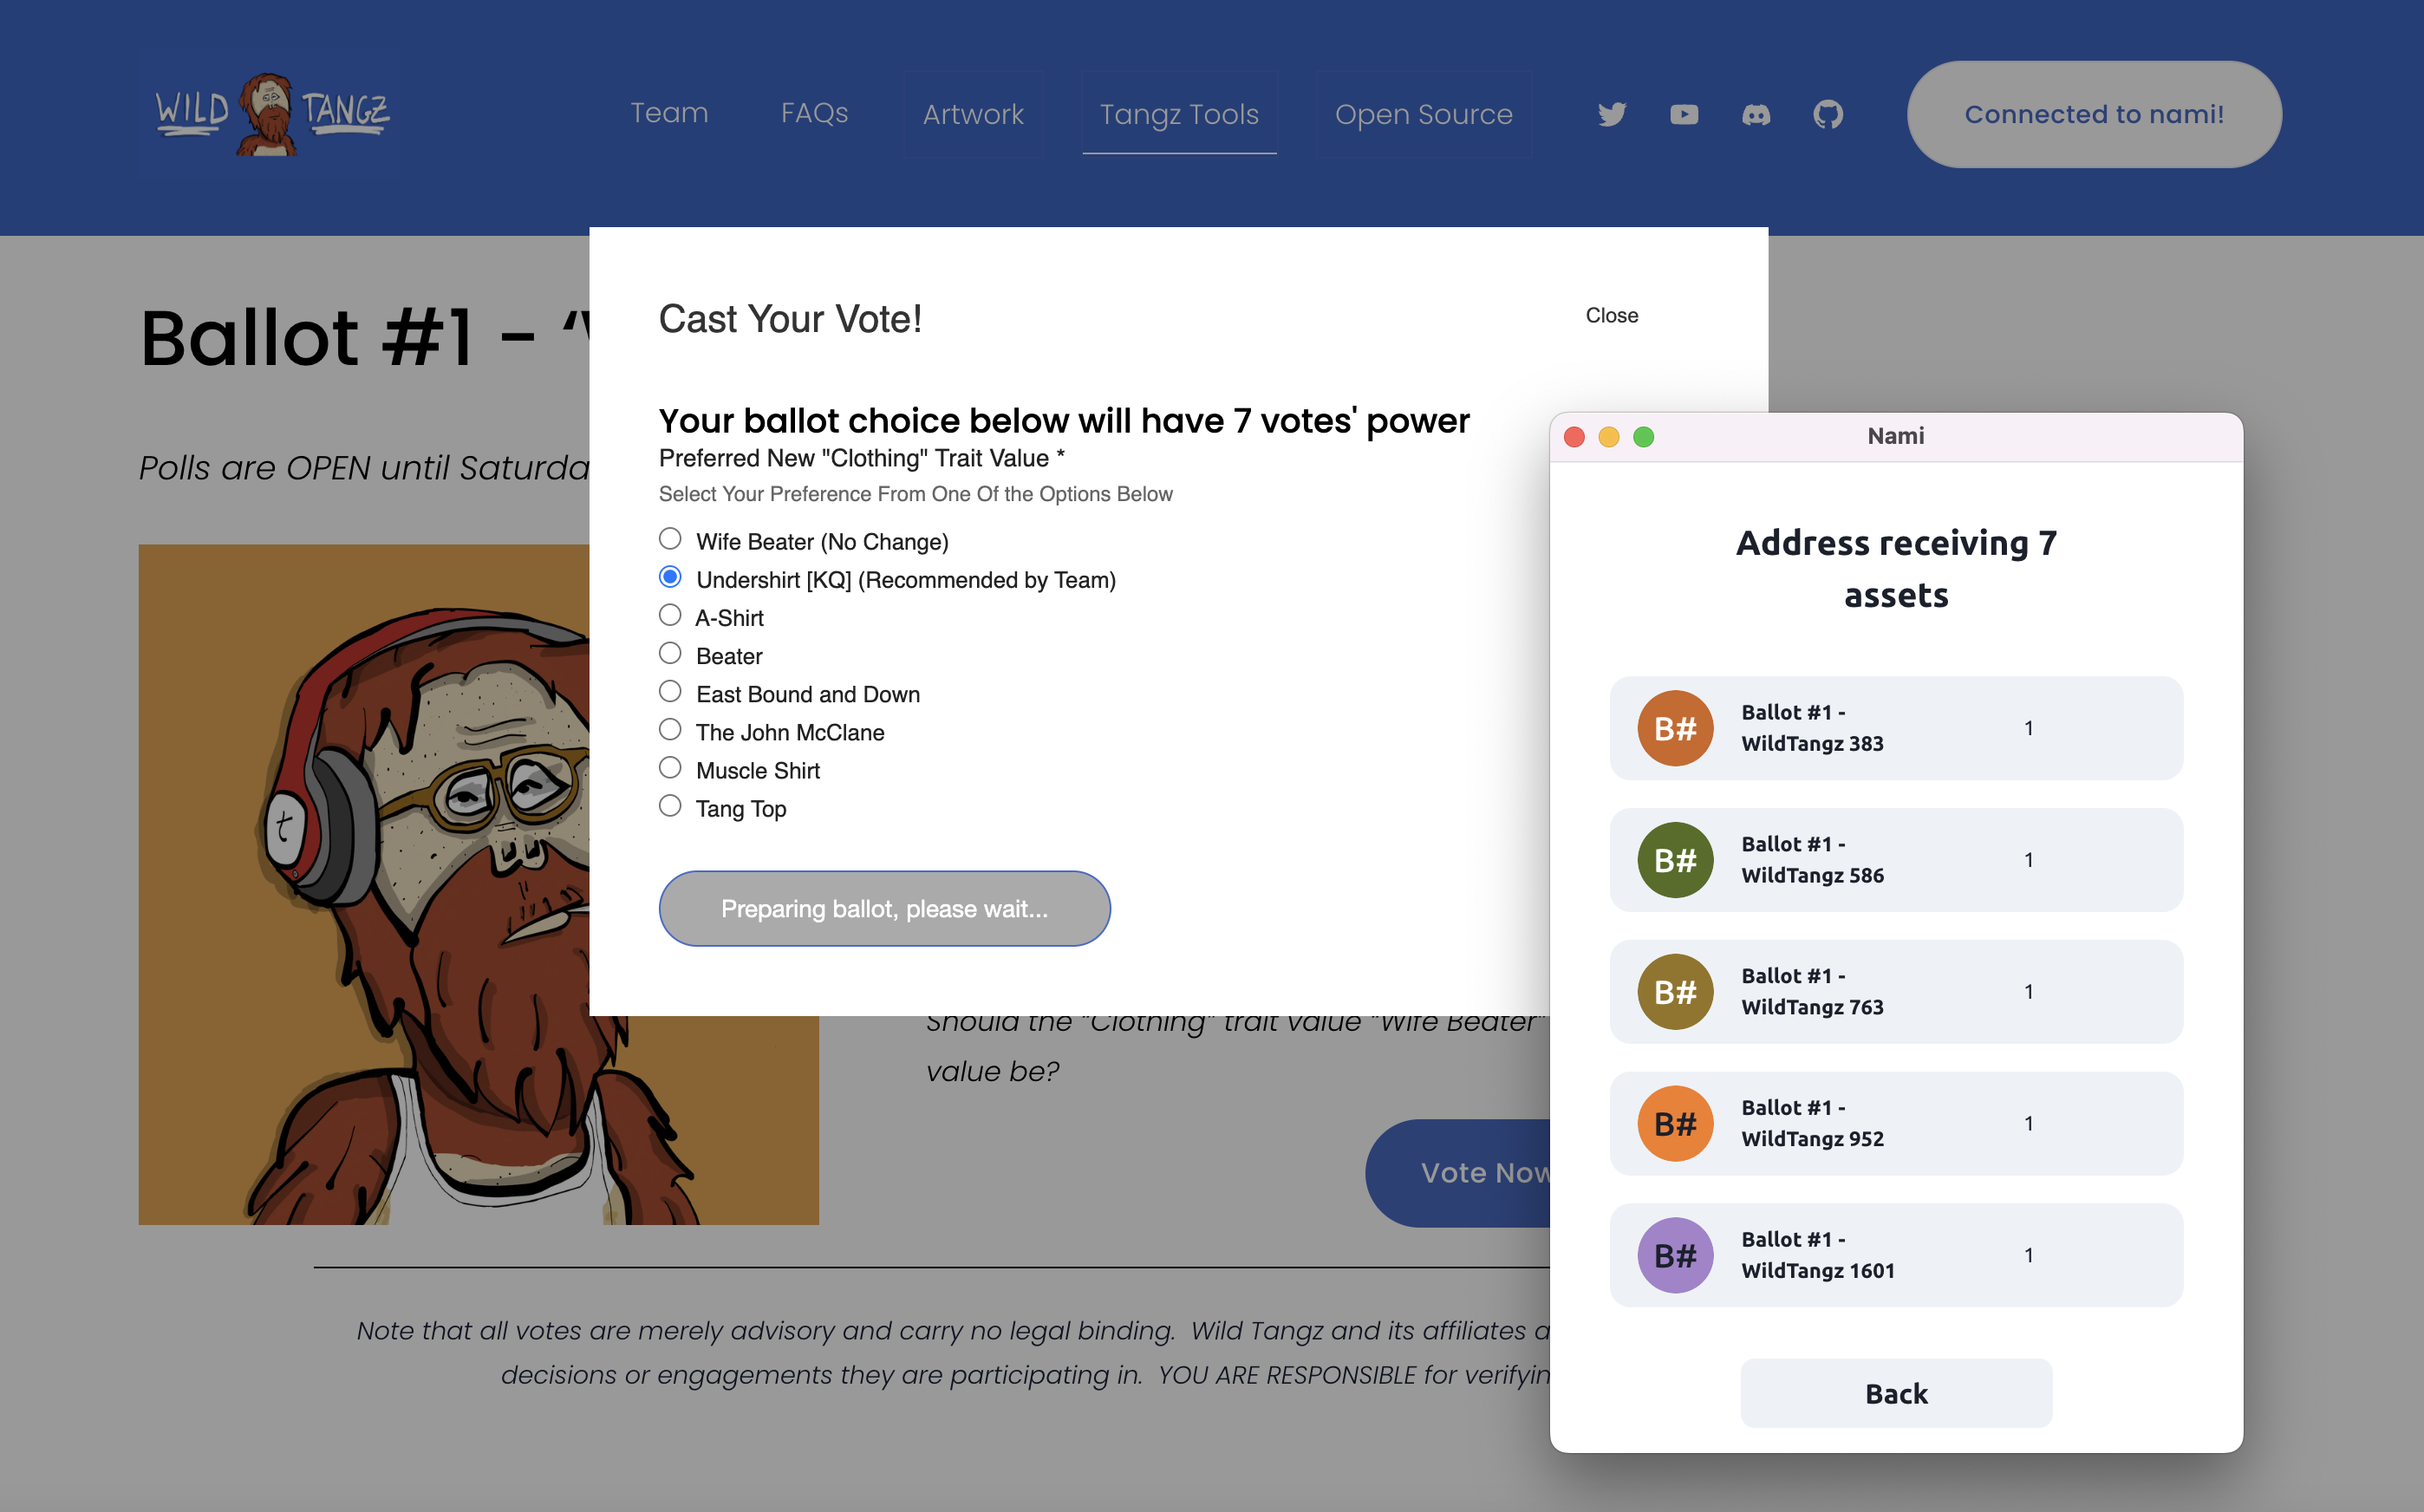 WILD TANGZ
Team
FAQs
Artwork
Tangz Tools
Open Source
Connected to nami!
Ballot #1 - ‘
Polls are OPEN until Saturda
Cast Your Vote!
Close
Your ballot choice below will have 7 votes' power
Preferred New "Clothing" Trait Value *
Select Your Preference From One Of the Options Below
Wife Beater (No Change)
Undershirt [KQ] (Recommended by Team)
A-Shirt
Beater
East Bound and Down
The John McClane
Muscle Shirt
Tang Top
Preparing ballot, please wait...
t
Should the "Clothing" trait value "Wife Beater"
value be?
Vote Now
Note that all votes are merely advisory and carry no legal binding.  Wild Tangz and its affiliates a
decisions or engagements they are participating in.  YOU ARE RESPONSIBLE for verifyin
Nami
Address receiving 7
assets
B#
Ballot #1 -
WildTangz 383
1
B#
Ballot #1 -
WildTangz 586
1
B#
Ballot #1 -
WildTangz 763
1
B#
Ballot #1 -
WildTangz 952
1
B#
Ballot #1 -
WildTangz 1601
1
Back